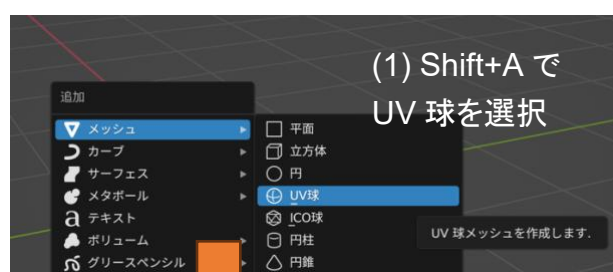 (1) Shift+A で
UV 球を選択
追加
メッシュ
カーブ
サーフェス
メタボール
テキスト
ボリューム
グリースペンシル
平面
立方体
円
UV球
ICO球
円柱
円錐
UV 球メッシュを作成します.